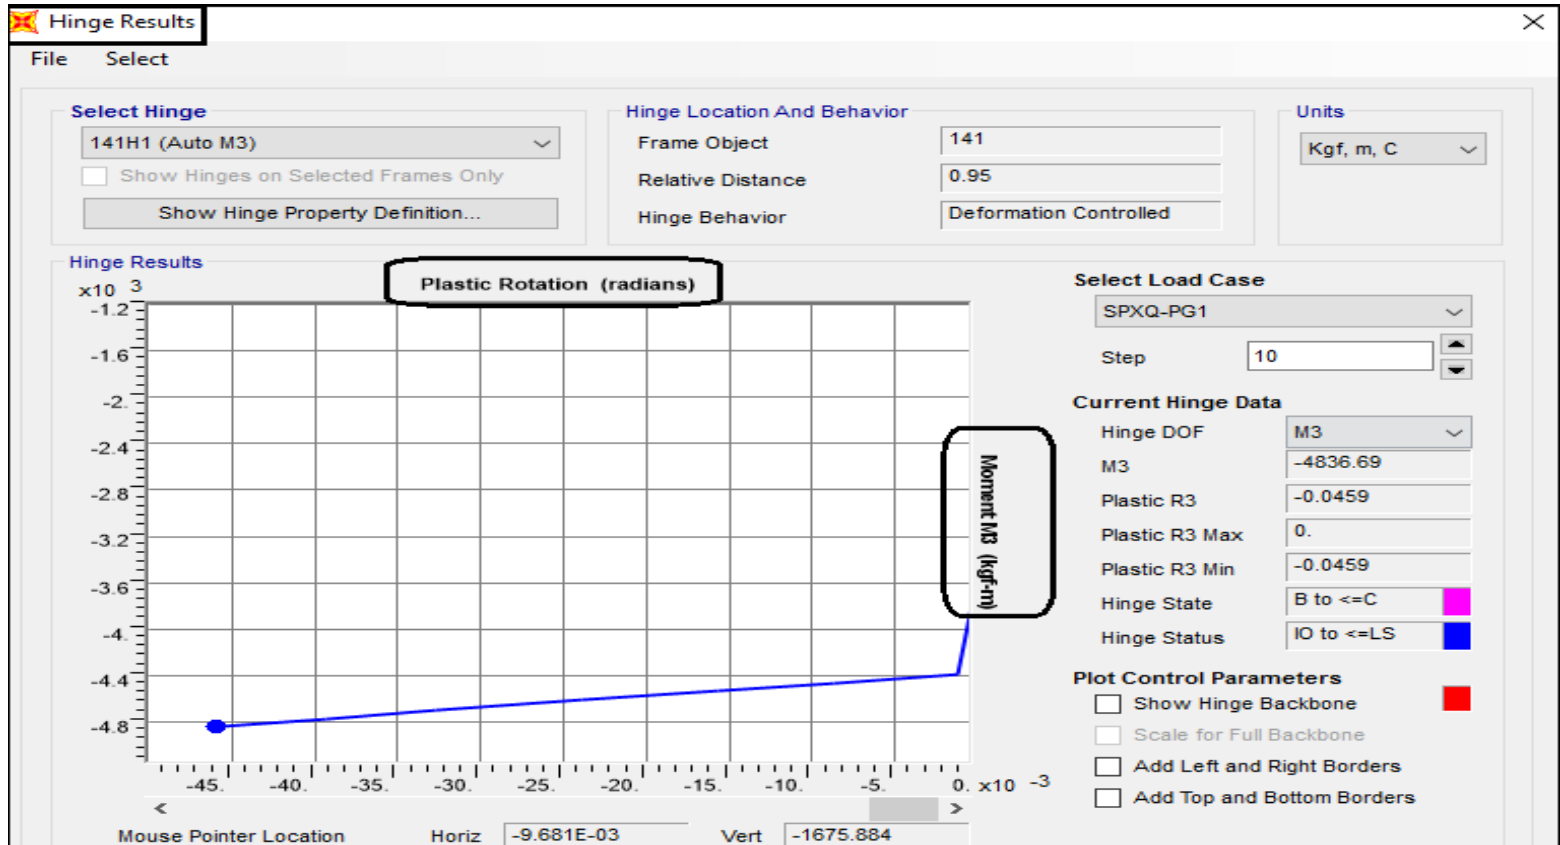 Hinge Results
File Select
Select Hinge
141H1 (Auto M3)
Show Hinges on Selected Frames Only
Show Hinge Property Definition...
Hinge Location And Behavior
Frame Object 141
Relative Distance 0.95
Hinge Behavior Deformation Controlled
Units
Kgf, m, C
Hinge Results
x10 3
Plastic Rotation (radians)
-1.2
-1.6
-2.
-2.4
-2.8
-3.2
-3.6
-4.
-4.4
-4.8
Moment M3 (kgf-m)
-45. -40. -35. -30. -25. -20. -15. -10. -5. 0. x10 -3
Mouse Pointer Location Horiz -9.681E-03 Vert -1675.884
Select Load Case
SPXQ-PG1
Step 10
Current Hinge Data
Hinge DOF M3
M3 -4836.69
Plastic R3 -0.0459
Plastic R3 Max 0.
Plastic R3 Min -0.0459
Hinge State B to <=C
Hinge Status IO to <=LS
Plot Control Parameters
Show Hinge Backbone
Scale for Full Backbone
Add Left and Right Borders
Add Top and Bottom Borders